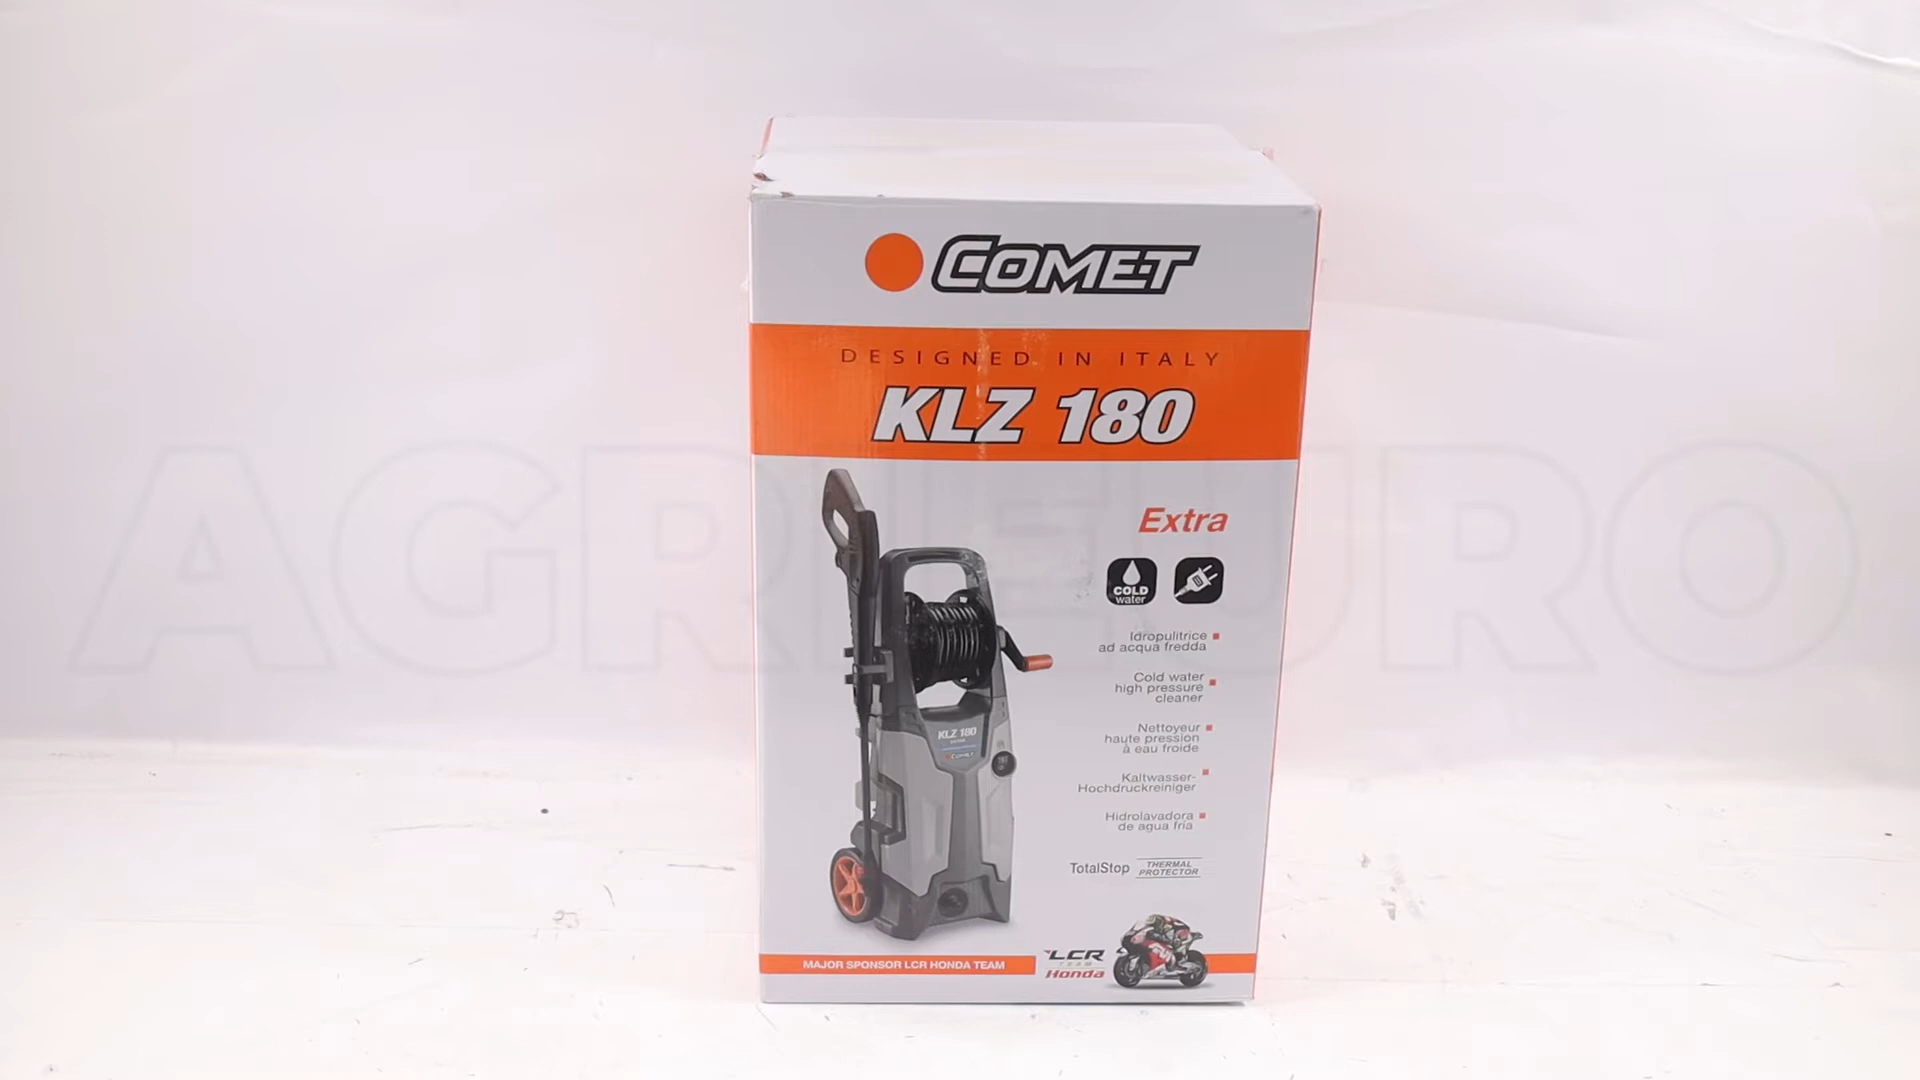 COMET
DESIGNED IN ITALY
KLZ 180
Extra
COLD
water
Idropulitrice
ad acqua fredda
Cold water
high pressure
cleaner
Nettoyeur
haute pression
à eau froide
KLZ 180
COMET
Kaltwasser-
Hochdruckreiniger
Hidrolavadora
de agua fría
TotalStop
THERMAL
PROTECTOR
MAJOR SPONSOR LCR HONDA TEAM
LCR
TEAM
Honda
AGRIEURO